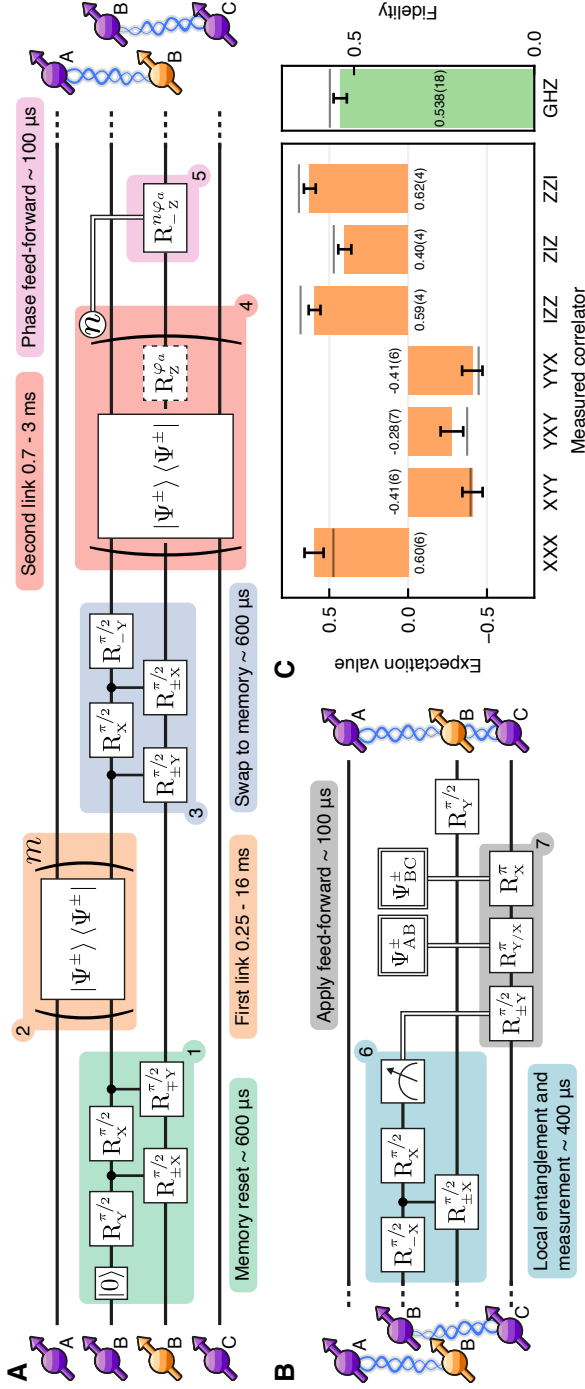 A
A
B
B
C
|0⟩
R_Y^{π/2}
R_{±X}^{π/2}
R_X^{π/2}
R_{∓Y}^{π/2}
1
Memory reset ~ 600 μs
2
|Ψ^±⟩⟨Ψ^±|
m
First link 0.25 - 16 ms
3
R_{±Y}^{π/2}
R_X^{π/2}
R_{±X}^{π/2}
R_{-Y}^{π/2}
Swap to memory ~ 600 μs
Second link 0.7 - 3 ms
|Ψ^±⟩⟨Ψ^±|
R_Z^{φ_a}
n
4
Phase feed-forward ~ 100 μs
R_{-Z}^{nφ_a}
5
A
B
B
C
B
A
B
B
C
R_{-X}^{π/2}
R_{±X}^{π/2}
R_X^{π/2}
6
Local entanglement and
measurement ~ 400 μs
Apply feed-forward ~ 100 μs
R_{±Y}^{π/2}
Ψ_{AB}^±
R_{Y/X}^π
Ψ_{BC}^±
R_X^π
7
R_Y^{π/2}
A
B
C
C
Expectation value
0.5
0.0
−0.5
0.60(6)
-0.41(6)
-0.28(7)
-0.41(6)
0.59(4)
0.40(4)
0.62(4)
XXX
XYY
YXY
YYX
IZZ
ZIZ
ZZI
Measured correlator
0.538(18)
GHZ
0.5
0.0
Fidelity